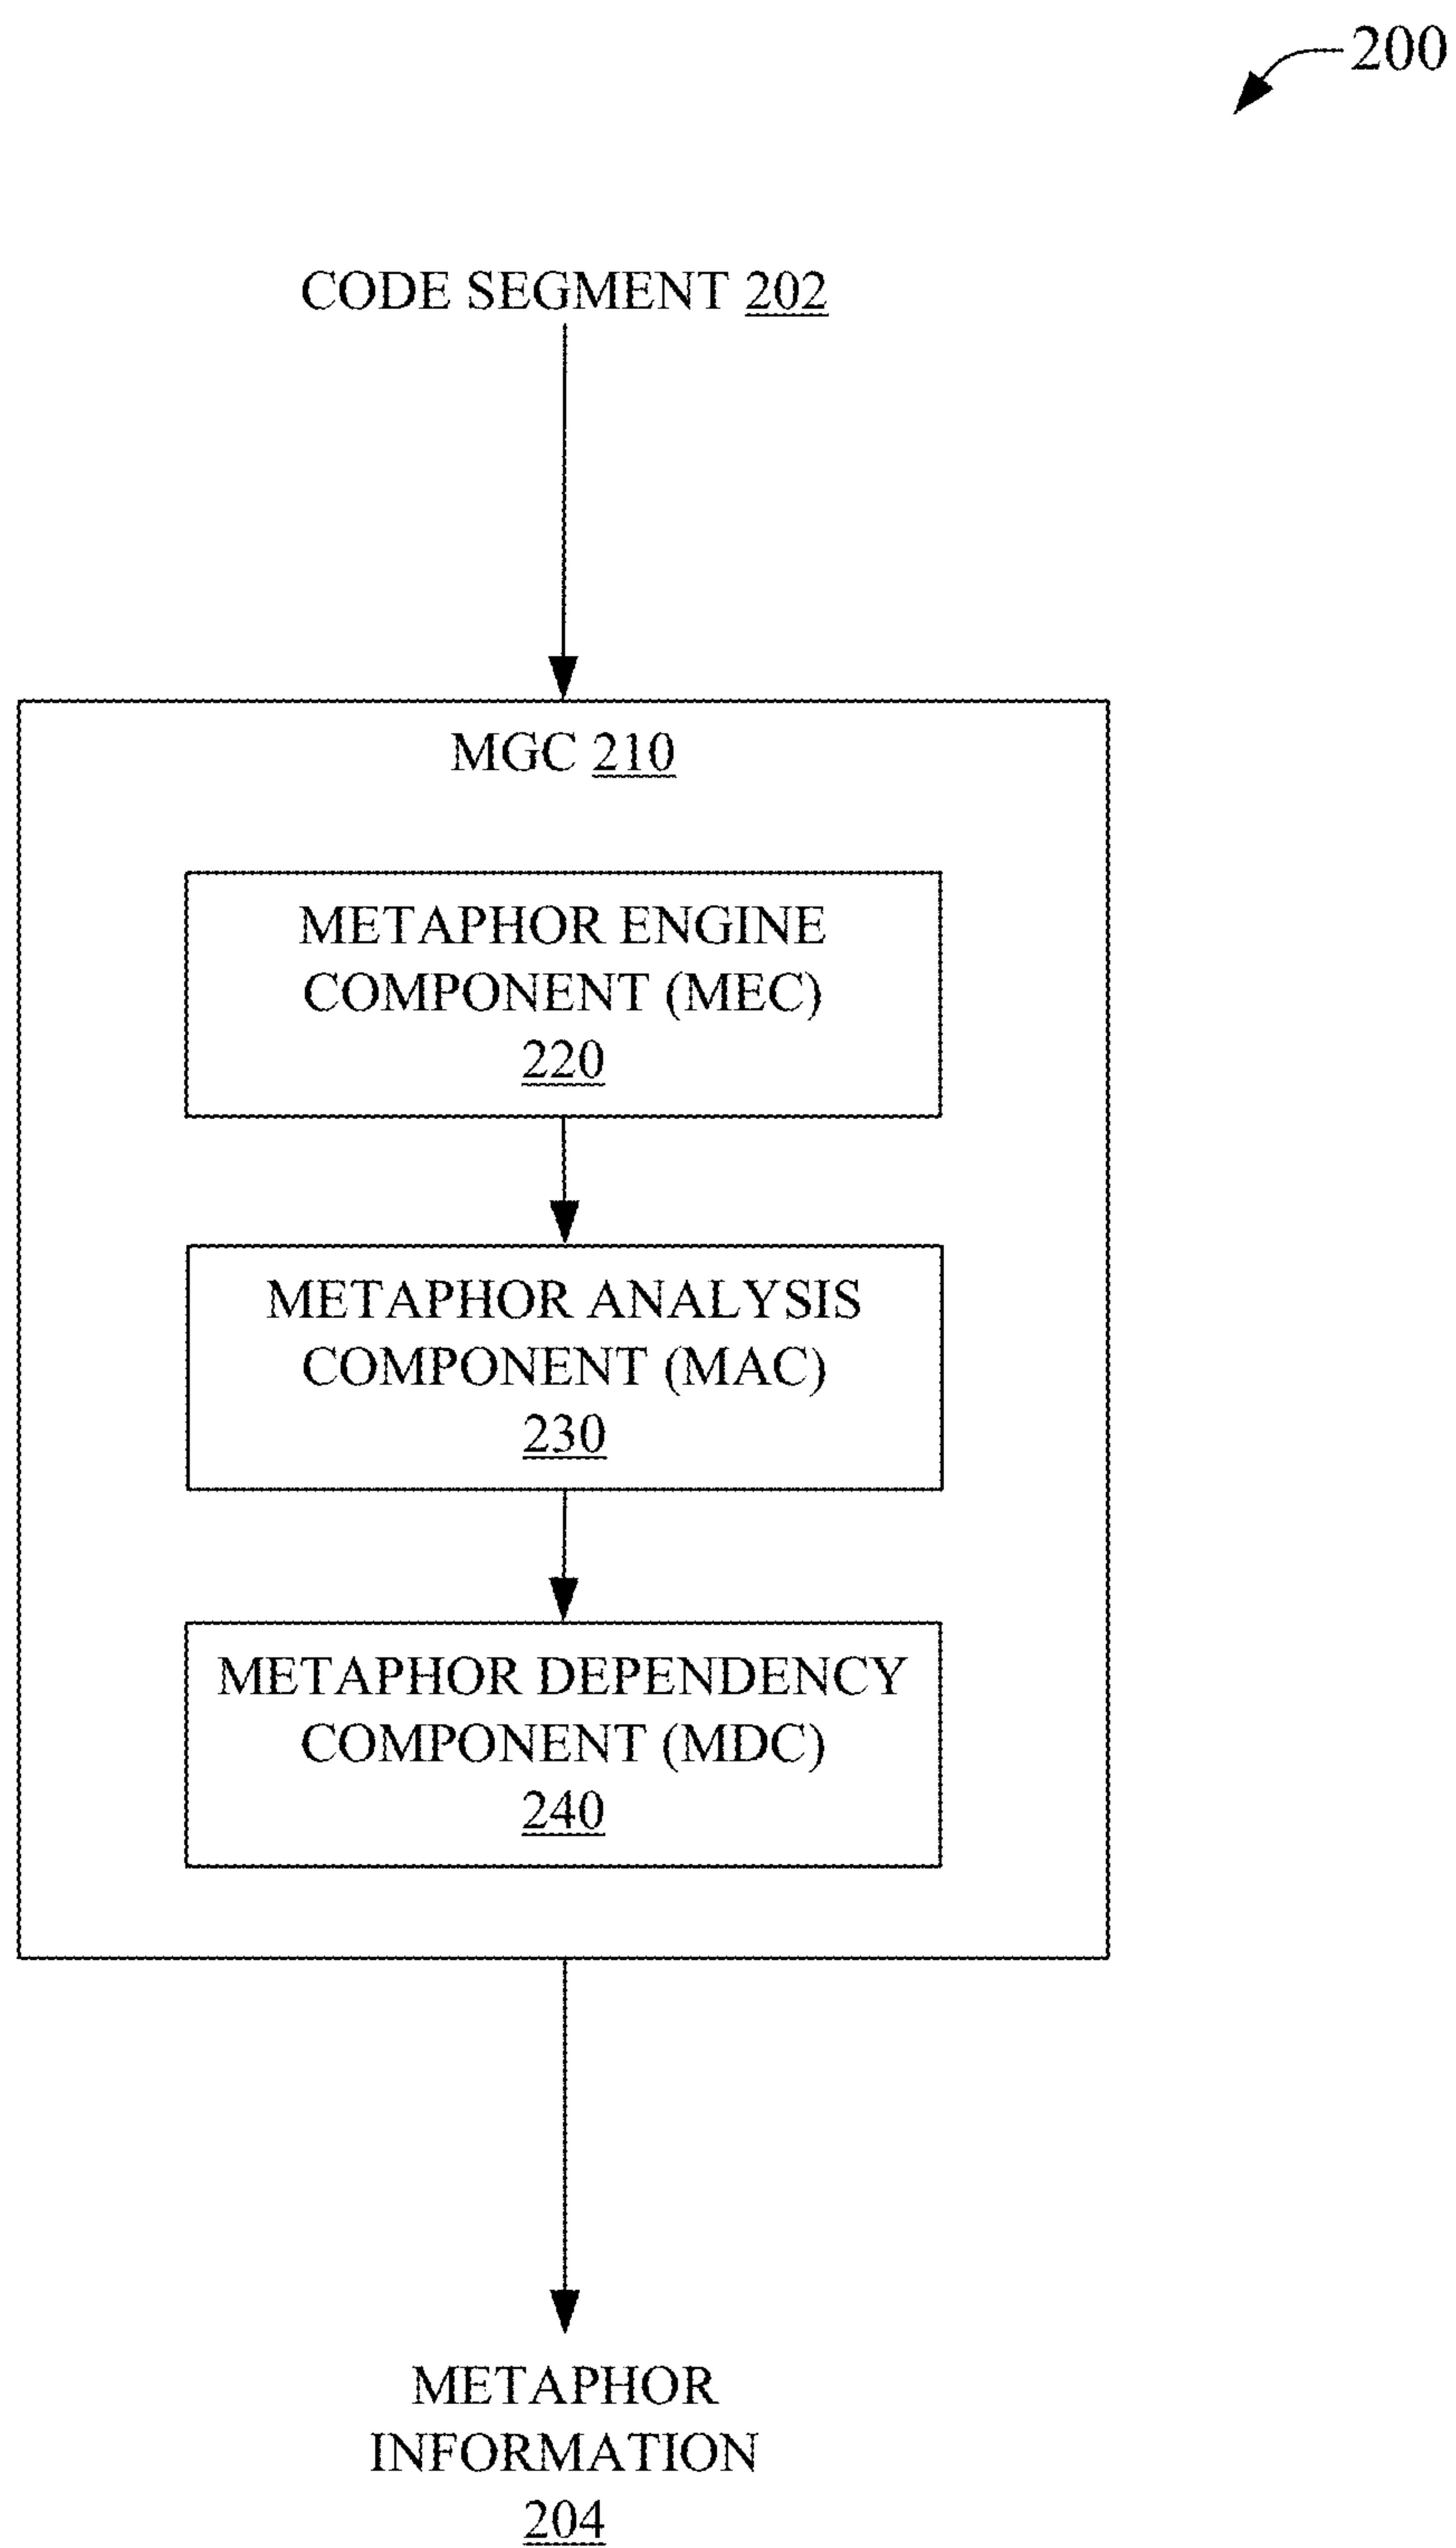 200
CODE SEGMENT 202
MGC 210
METAPHOR ENGINE
COMPONENT (MEC)
220
METAPHOR ANALYSIS
COMPONENT (MAC)
230
METAPHOR DEPENDENCY
COMPONENT (MDC)
240
METAPHOR
INFORMATION
204